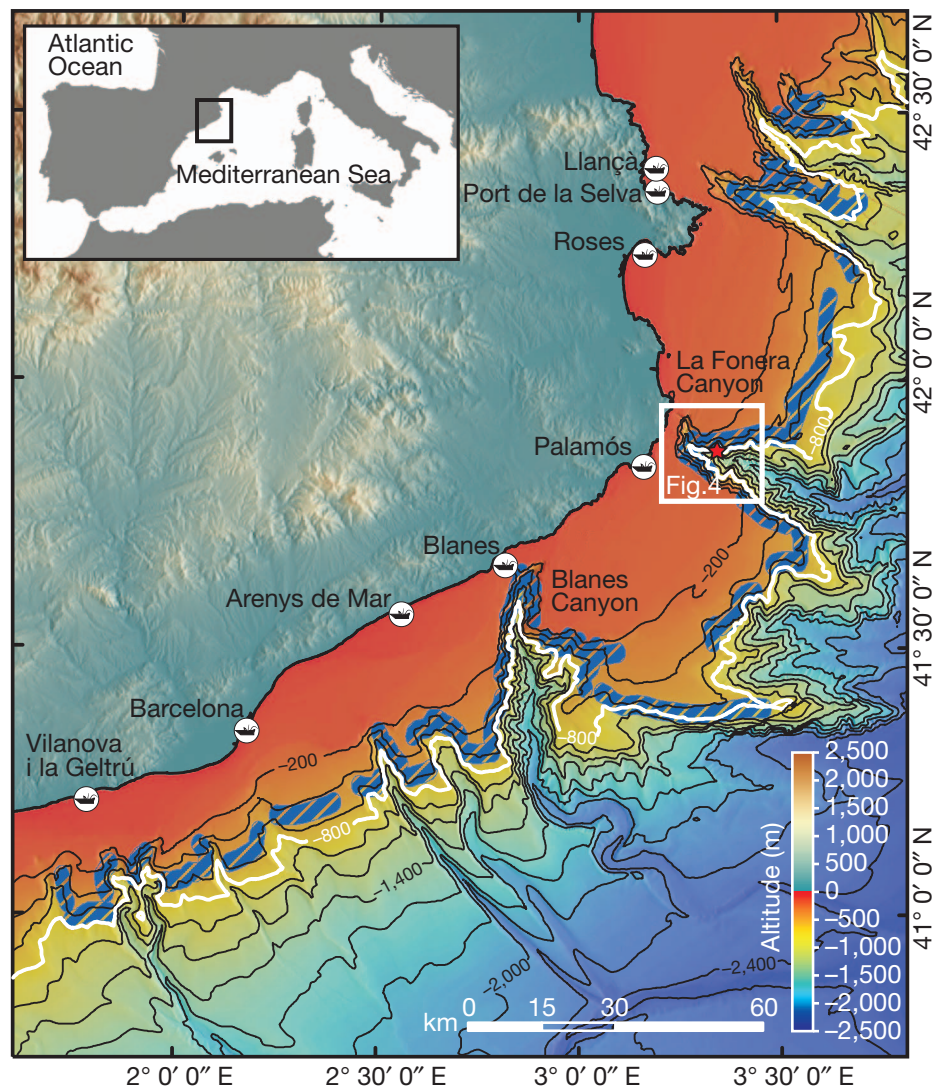 Atlantic
Ocean
Mediterranean Sea
42° 30′ 0″ N
Llançà
Port de la Selva
Roses
42° 0′ 0″ N
La Fonera
Canyon
–800
Palamós
Fig.4
Blanes
–200
Blanes
Canyon
Arenys de Mar
41° 30′ 0″ N
Barcelona
–800
Vilanova
i la Geltrú
–200
2,500
2,000
1,500
1,000
500
0
–500
–1,000
–1,500
–2,000
–2,500
Altitude (m)
–800
–1,400
41° 0′ 0″ N
–2,000
–2,400
0 15 30 60
km
2° 0′ 0″ E 2° 30′ 0″ E 3° 0′ 0″ E 3° 30′ 0″ E